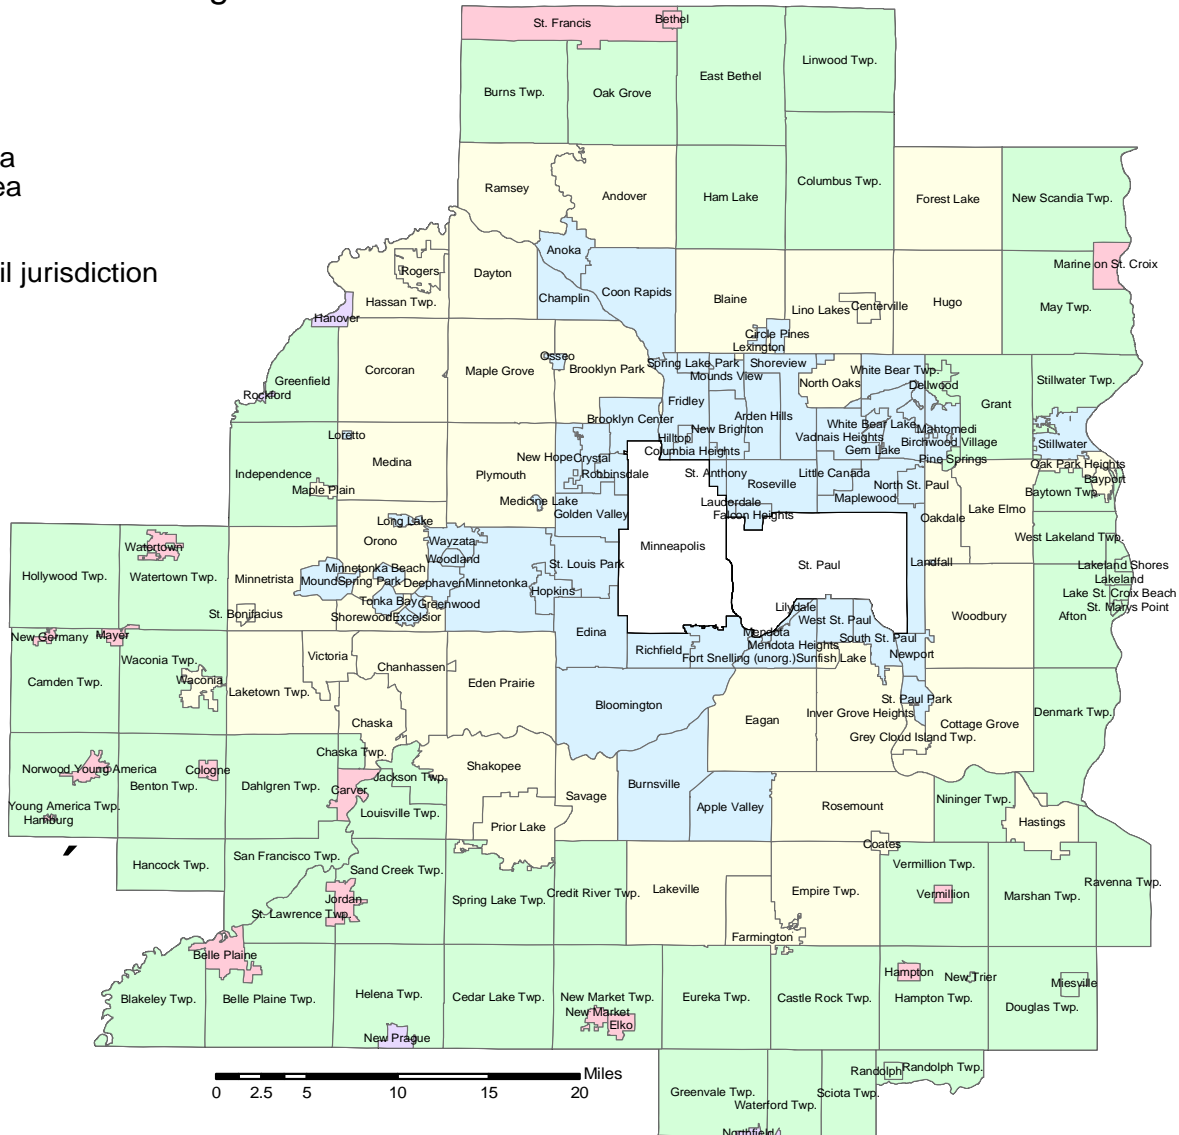 g
St. Francis
Bethel
Linwood Twp.
East Bethel
Burns Twp.
Oak Grove
a
ea
Ramsey
Andover
Ham Lake
Columbus Twp.
Forest Lake
New Scandia Twp.
Anoka
il jurisdiction
Rogers
Dayton
Marine on St. Croix
Hassan Twp.
Champlin
Coon Rapids
Blaine
Lino Lakes
Centerville
Hugo
May Twp.
Hanover
Circle Pines
Lexington
Osseo
Corcoran
Maple Grove
Brooklyn Park
Spring Lake Park
Shoreview
Mounds View
White Bear Twp.
North Oaks
Dellwood
Stillwater Twp.
Greenfield
Rockford
Fridley
Grant
Brooklyn Center
Arden Hills
New Brighton
White Bear Lake
Mahtomedi
Loretto
Hilltop
Vadnais Heights
Birchwood Village
Stillwater
Columbia Heights
Gem Lake
Medina
New Hope
Crystal
Pine Springs
Oak Park Heights
Independence
Plymouth
Robbinsdale
St. Anthony
Little Canada
Bayport
Maple Plain
Roseville
North St. Paul
Baytown Twp.
Medicine Lake
Lauderdale
Maplewood
Golden Valley
Falcon Heights
Oakdale
Lake Elmo
Long Lake
Orono
Wayzata
Minneapolis
West Lakeland Twp.
Watertown
Woodland
St. Louis Park
St. Paul
Landfall
Lakeland Shores
Hollywood Twp.
Watertown Twp.
Minnetrista
Minnetonka Beach
Mound
Spring Park
Deephaven
Minnetonka
Hopkins
Lakeland
Lake St. Croix Beach
Tonka Bay
Greenwood
Lilydale
St. Marys Point
St. Bonifacius
Shorewood
Excelsior
West St. Paul
Woodbury
Afton
New Germany
Mayer
Edina
Mendota
South St. Paul
Richfield
Mendota Heights
Newport
Waconia Twp.
Victoria
Chanhassen
Fort Snelling (unorg.)
Sunfish Lake
Camden Twp.
Waconia
Laketown Twp.
Eden Prairie
Bloomington
St. Paul Park
Eagan
Inver Grove Heights
Denmark Twp.
Chaska
Cottage Grove
Grey Cloud Island Twp.
Chaska Twp.
Norwood Young America
Cologne
Jackson Twp.
Shakopee
Benton Twp.
Dahlgren Twp.
Carver
Savage
Burnsville
Apple Valley
Rosemount
Nininger Twp.
Young America Twp.
Louisville Twp.
Hamburg
Prior Lake
Hastings
Hancock Twp.
San Francisco Twp.
Sand Creek Twp.
Coates
Vermillion Twp.
Spring Lake Twp.
Credit River Twp.
Lakeville
Empire Twp.
Vermillion
Marshan Twp.
Ravenna Twp.
Jordan
St. Lawrence Twp.
Farmington
Belle Plaine
Hampton
New Trier
Miesville
Blakeley Twp.
Belle Plaine Twp.
Helena Twp.
Cedar Lake Twp.
New Market Twp.
Eureka Twp.
Castle Rock Twp.
Hampton Twp.
Douglas Twp.
New Market
Elko
New Prague
Miles
0 2.5 5 10 15 20
Randolph
Randolph Twp.
Greenvale Twp.
Sciota Twp.
Waterford Twp.
Northfield